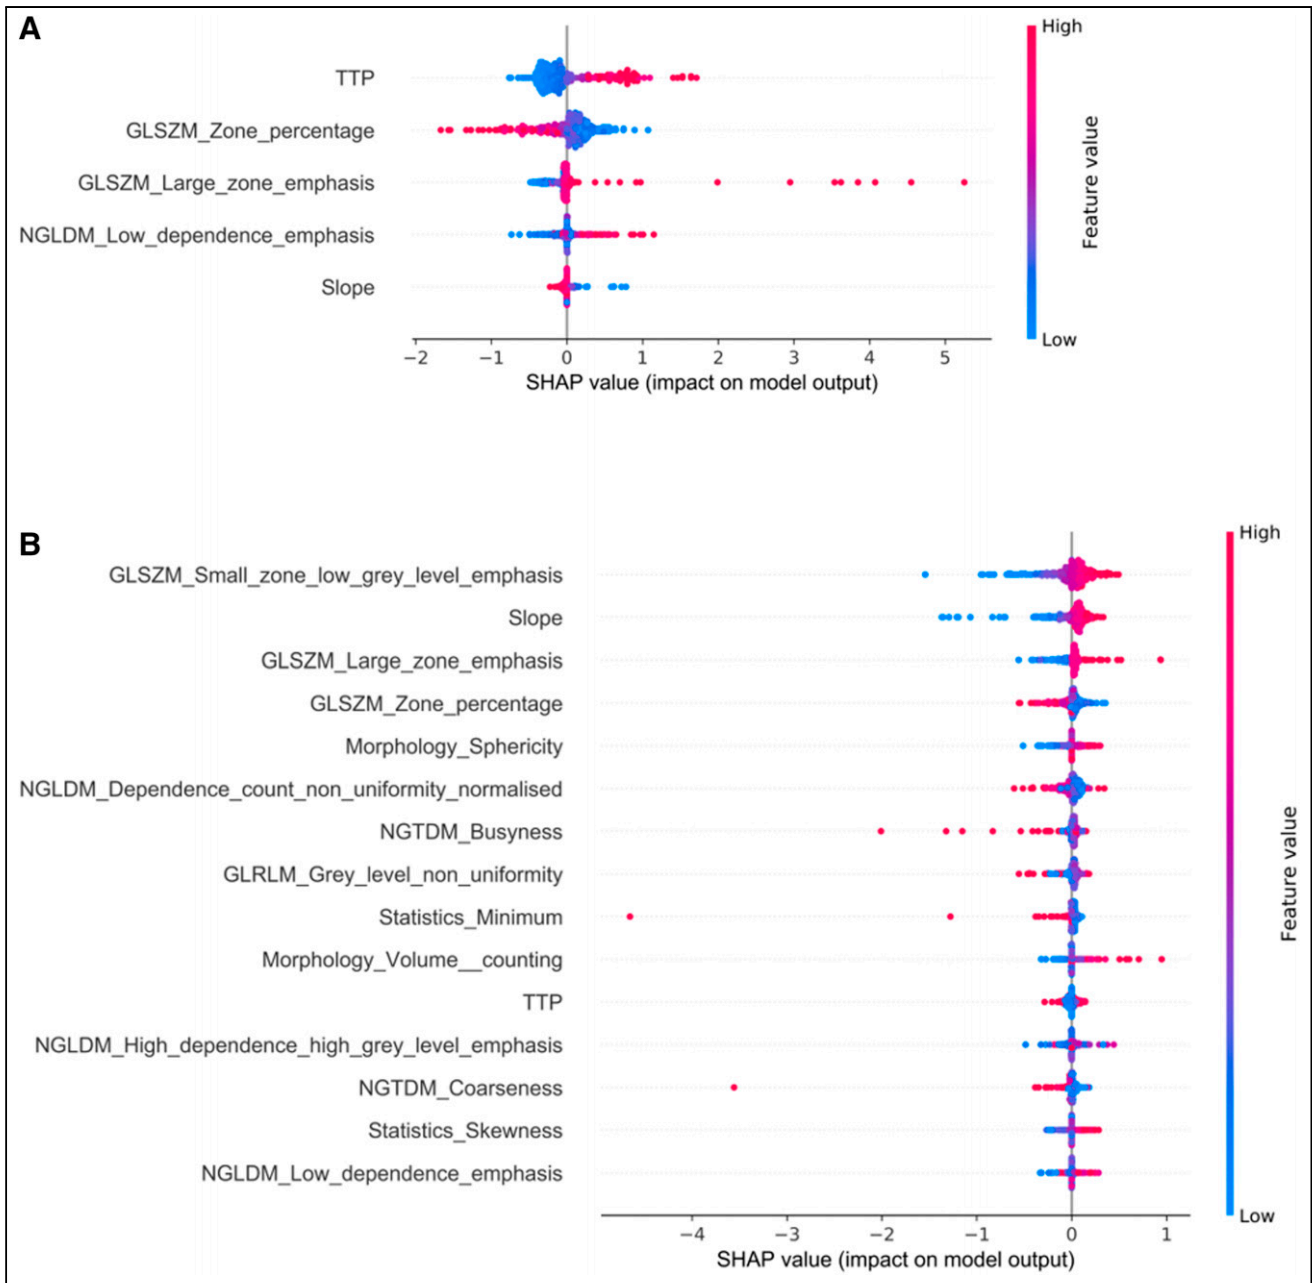 A
High
TTP
GLSZM_Zone_percentage
GLSZM_Large_zone_emphasis
NGLDM_Low_dependence_emphasis
Slope
Feature value
Low
−2 −1 0 1 2 3 4 5
SHAP value (impact on model output)
B
High
GLSZM_Small_zone_low_grey_level_emphasis
Slope
GLSZM_Large_zone_emphasis
GLSZM_Zone_percentage
Morphology_Sphericity
NGLDM_Dependence_count_non_uniformity_normalised
NGTDM_Busyness
GLRLM_Grey_level_non_uniformity
Statistics_Minimum
Morphology_Volume__counting
TTP
NGLDM_High_dependence_high_grey_level_emphasis
NGTDM_Coarseness
Statistics_Skewness
NGLDM_Low_dependence_emphasis
Feature value
Low
−4 −3 −2 −1 0 1
SHAP value (impact on model output)